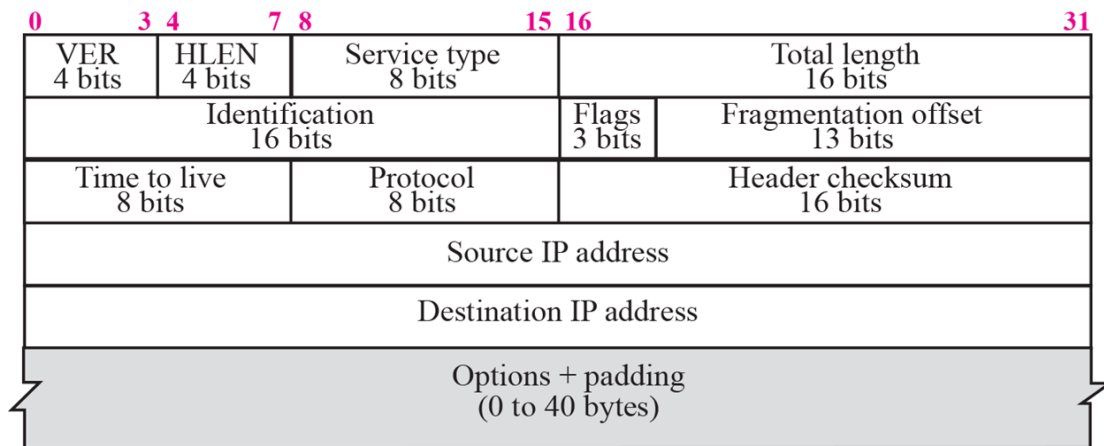 0 3 4 7 8 15 16 31
VER HLEN Service type Total length
4 bits 4 bits 8 bits 16 bits
Identification Flags Fragmentation offset
16 bits 3 bits 13 bits
Time to live Protocol Header checksum
8 bits 8 bits 16 bits
Source IP address
Destination IP address
Options + padding
(0 to 40 bytes)